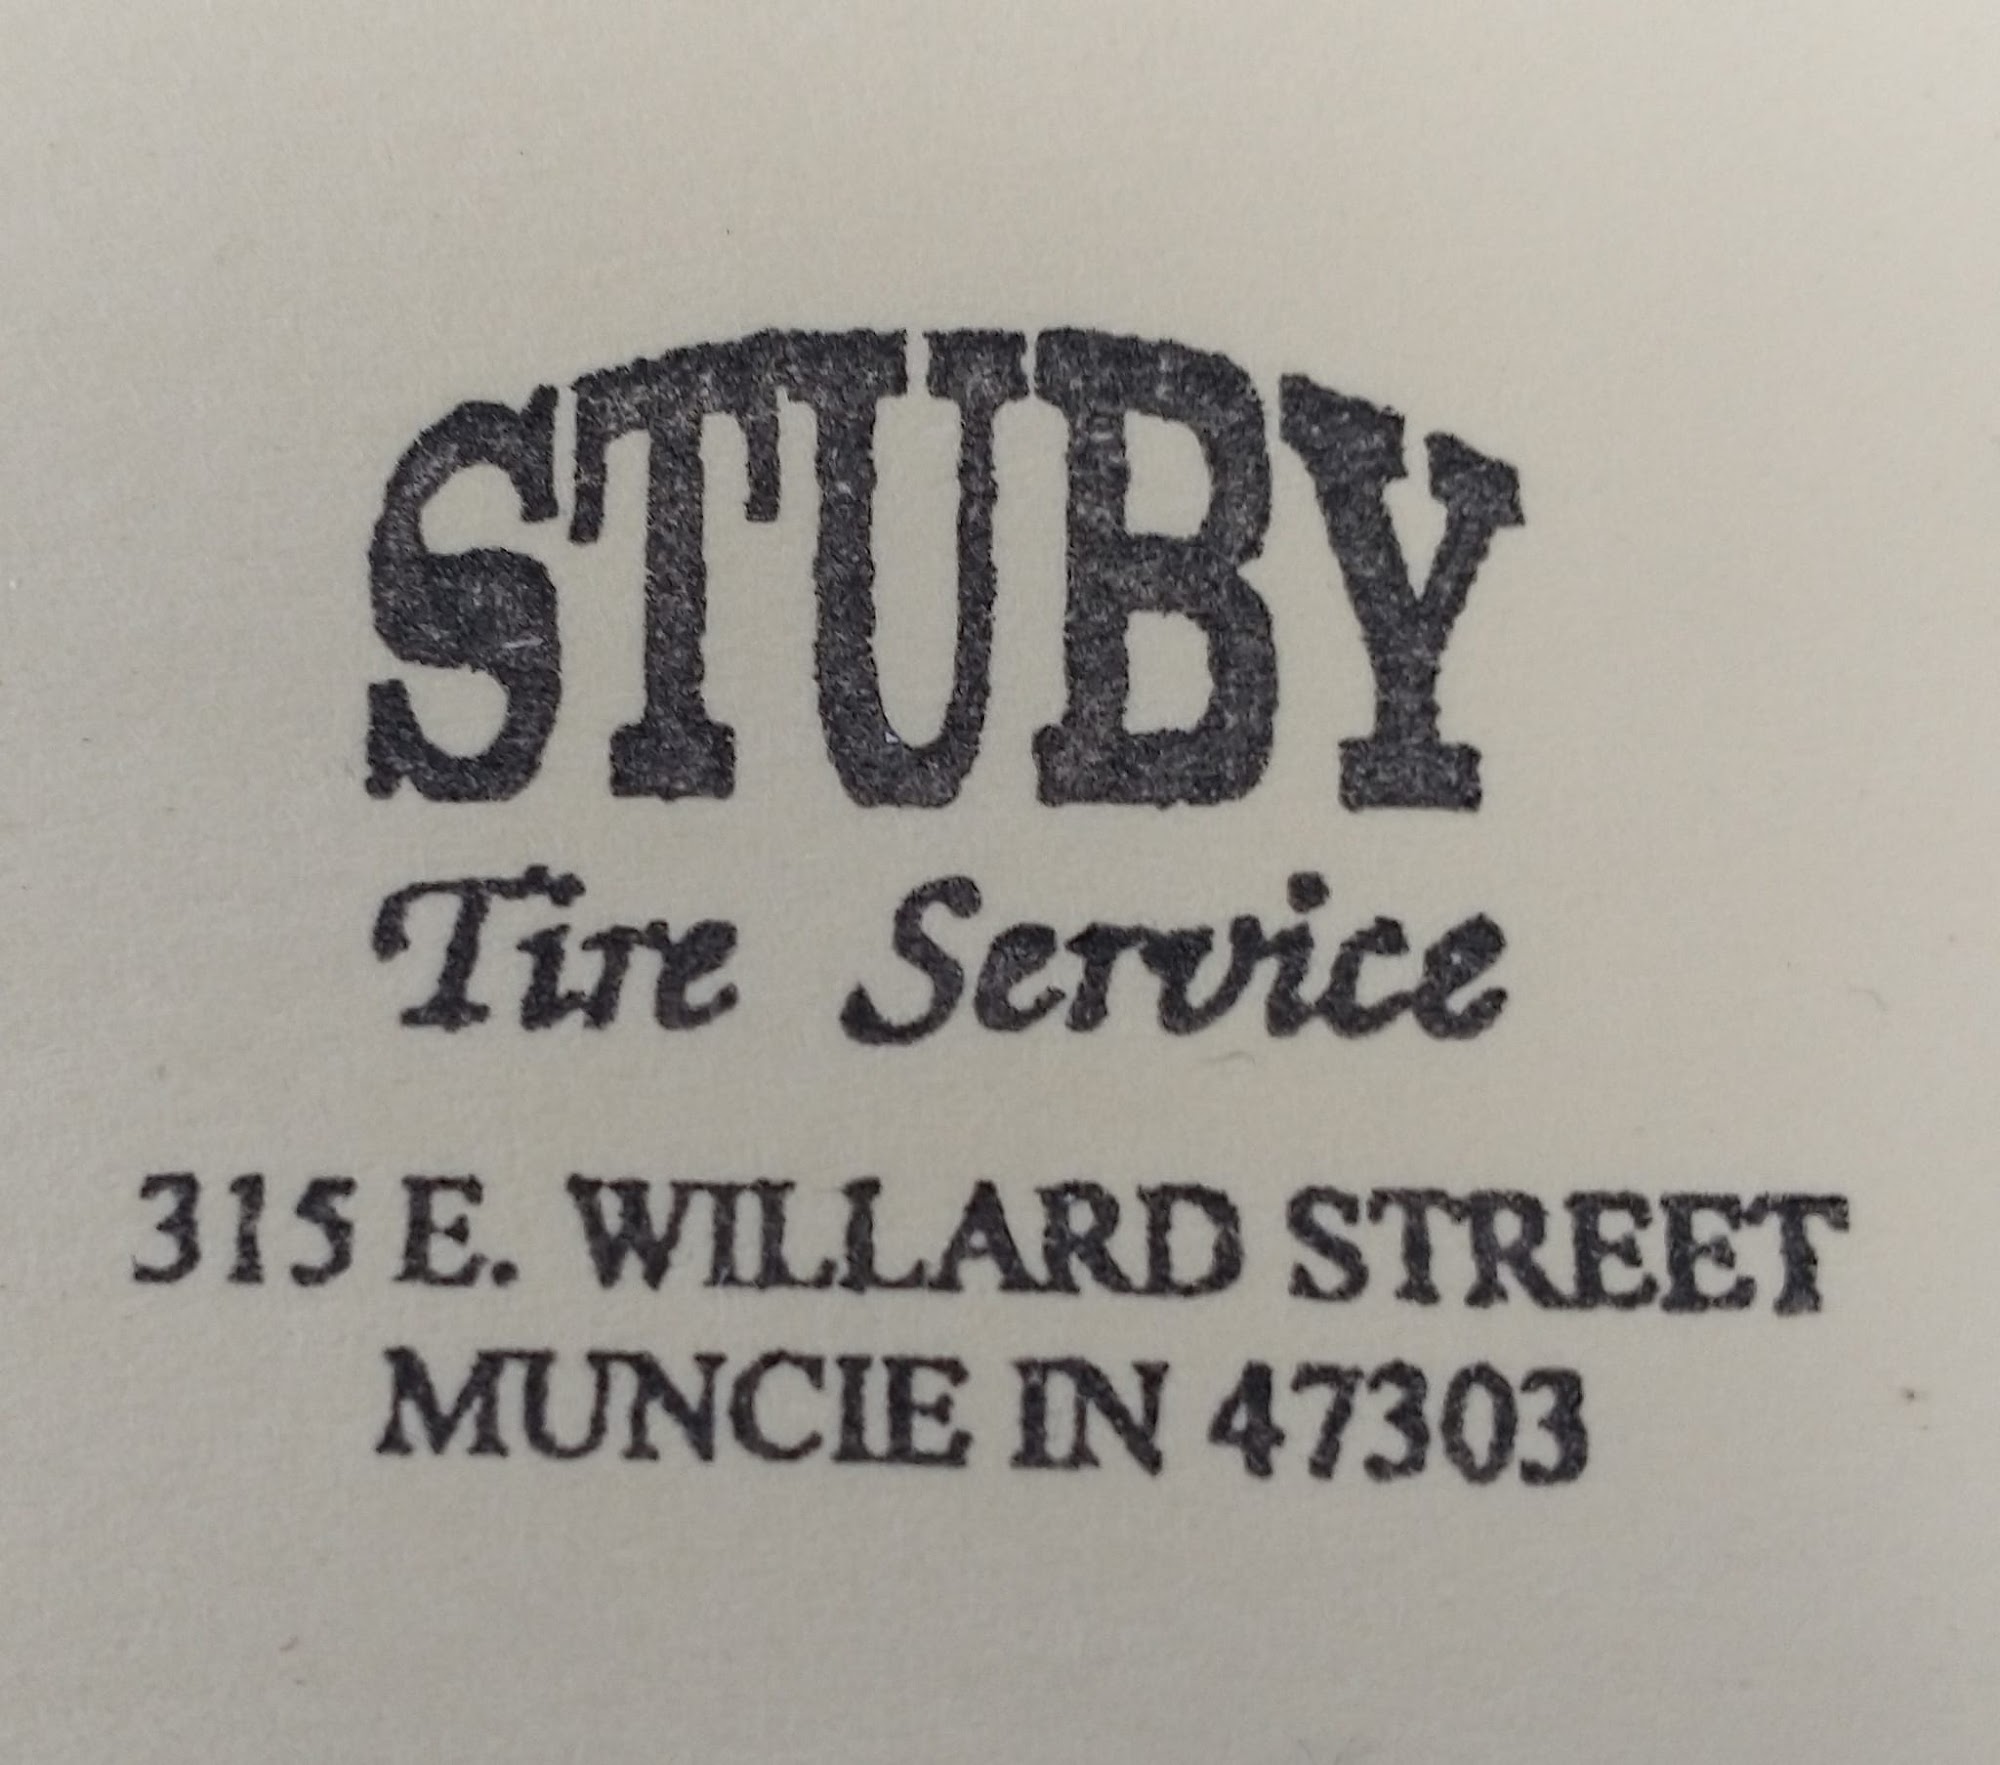 STUBY
Tire Service
315 E. WILLARD STREET
MUNCIE IN 47303